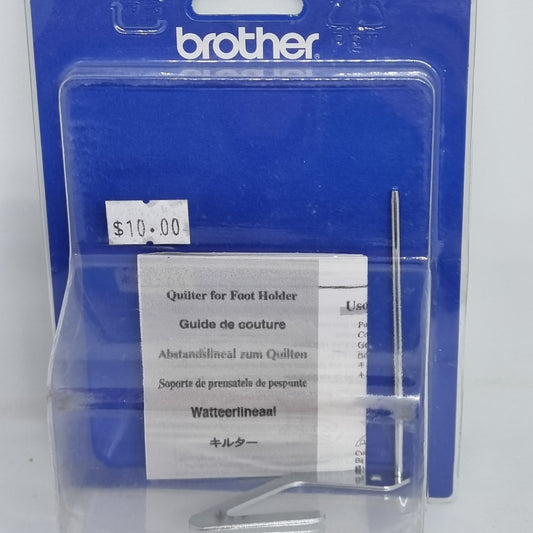 brother
$10.00
Quilter for Foot Holder
Guide de couture
Abstandslineal zum Quilten
Soporte de prensatele de pespunte
Watteerlineaal
キルター